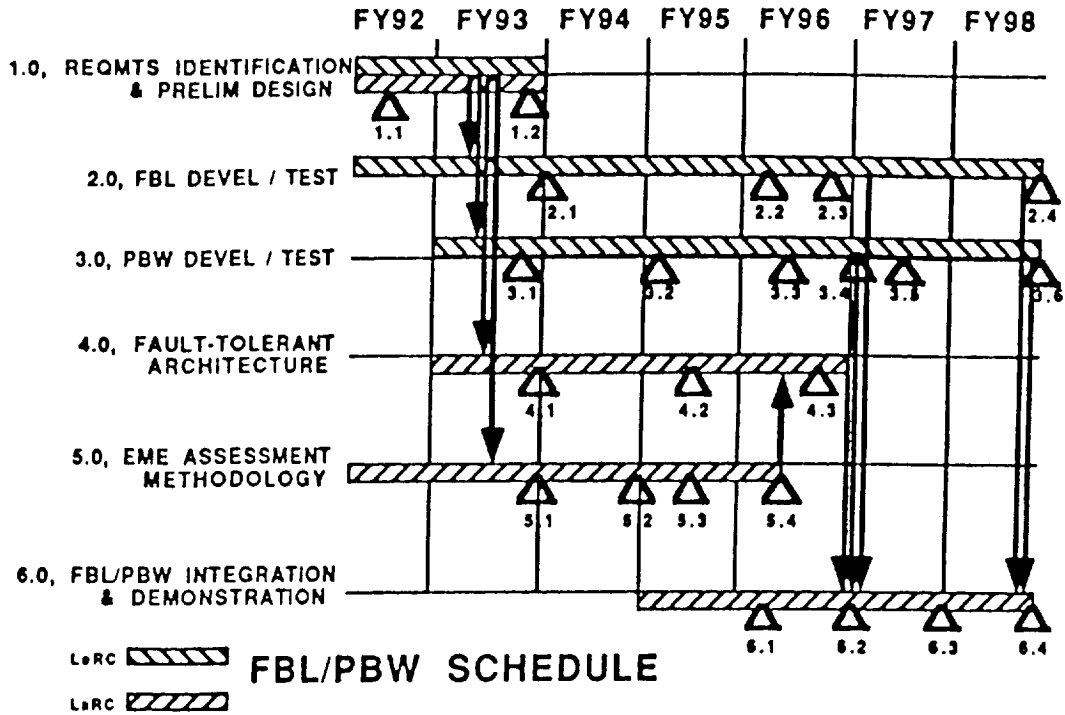 FY92 FY93 FY94 FY95 FY96 FY97 FY98
1.0, REQMTS IDENTIFICATION
& PRELIM DESIGN
1.1 1.2
2.0, FBL DEVEL / TEST
2.1 2.2 2.3 2.4
3.0, PBW DEVEL / TEST
3.1 3.2 3.3 3.4 3.5 3.6
4.0, FAULT-TOLERANT
ARCHITECTURE
4.1 4.2 4.3
5.0, EME ASSESSMENT
METHODOLOGY
5.1 5.2 5.3 5.4
6.0, FBL/PBW INTEGRATION
& DEMONSTRATION
6.1 6.2 6.3 6.4
LeRC
FBL/PBW SCHEDULE
LaRC